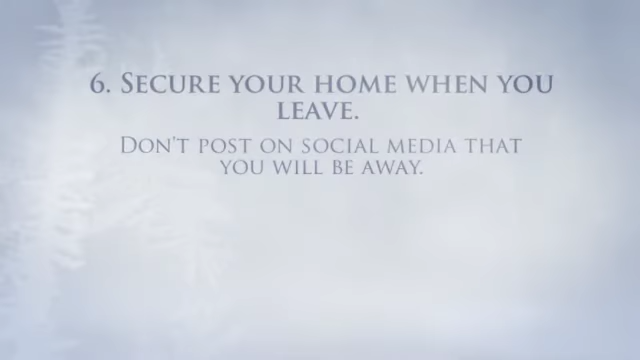 6. Secure your home when you
leave.
Don't post on social media that
you will be away.